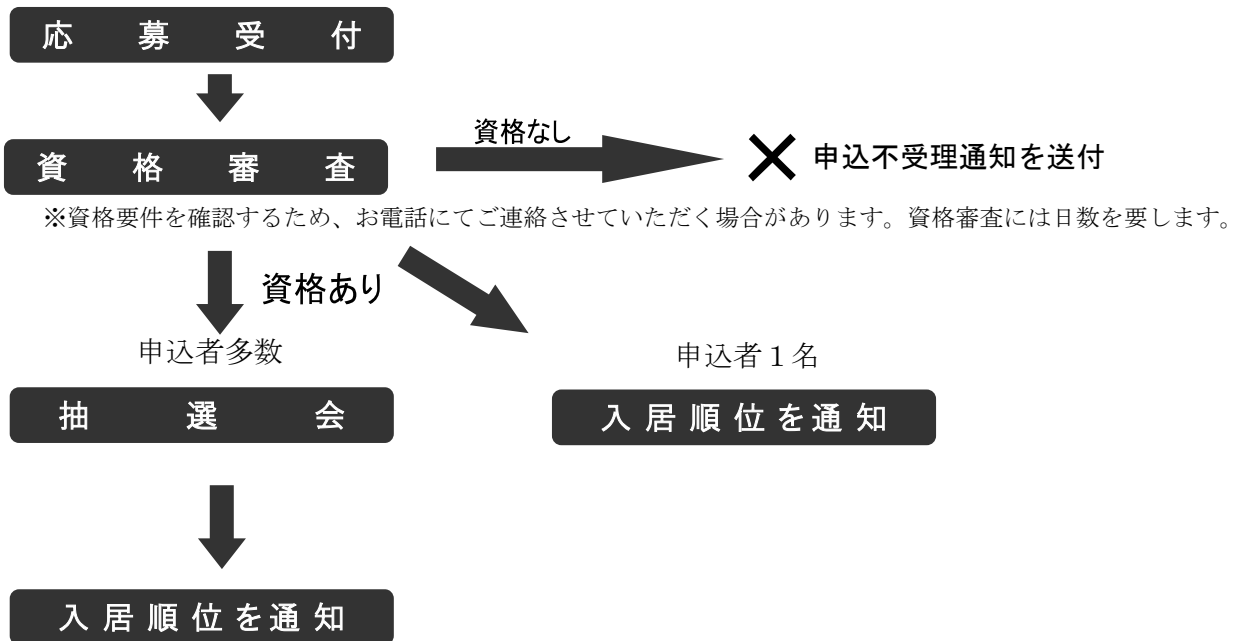 応募受付
資格なし
資格審査
申込不受理通知を送付
※資格要件を確認するため、お電話にてご連絡させていただく場合があります。資格審査には日数を要します。
資格あり
申込者多数
申込者１名
抽選会
入居順位を通知
入居順位を通知